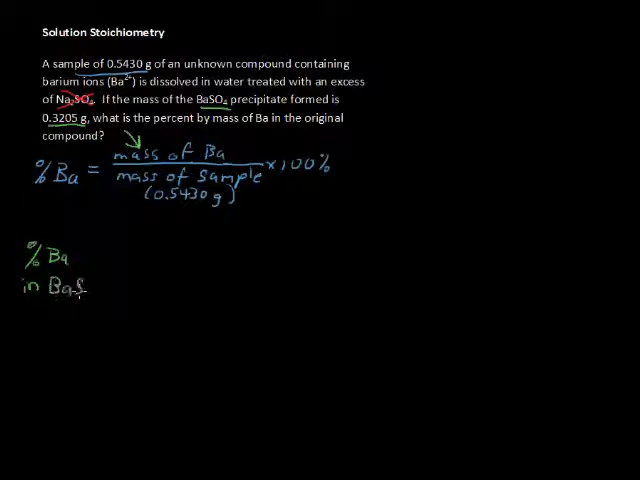 Solution Stoichiometry
A sample of 0.5430 g of an unknown compound containing
barium ions (Ba²⁺) is dissolved in water treated with an excess
of Na₂SO₄. If the mass of the BaSO₄ precipitate formed is
0.3205 g, what is the percent by mass of Ba in the original
compound?
% Ba = mass of Ba / mass of sample × 100%
(0.5430 g)
% Ba
in BaS